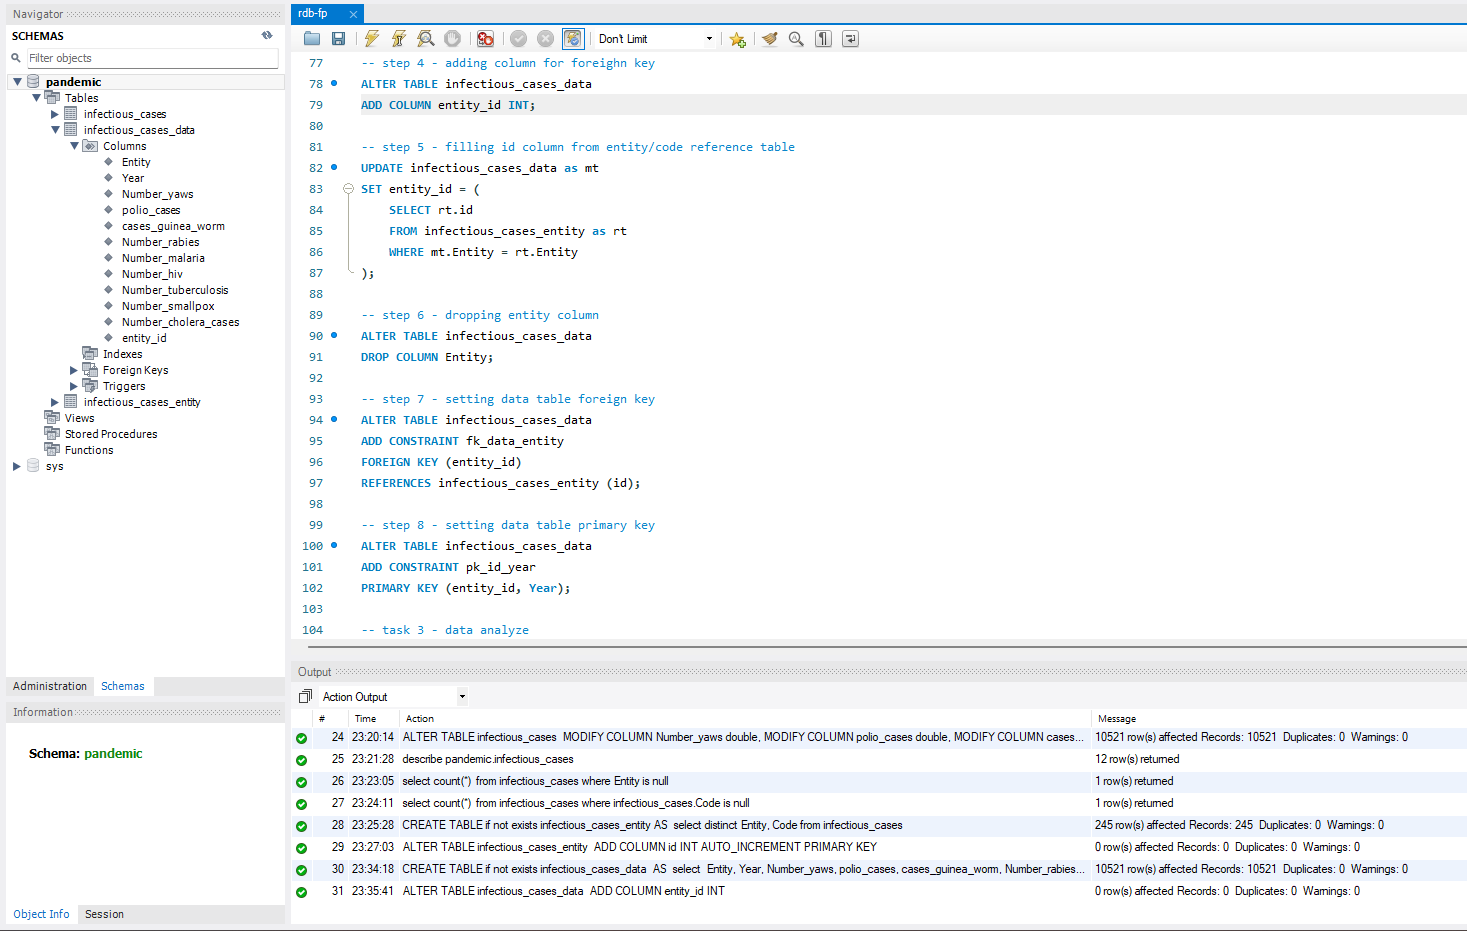 Navigator
SCHEMAS
Filter objects
pandemic
Tables
infectious_cases
infectious_cases_data
Columns
Entity
Year
Number_yaws
polio_cases
cases_guinea_worm
Number_rabies
Number_malaria
Number_hiv
Number_tuberculosis
Number_smallpox
Number_cholera_cases
entity_id
Indexes
Foreign Keys
Triggers
infectious_cases_entity
Views
Stored Procedures
Functions
sys
Administration Schemas
Information
Schema: pandemic
Object Info Session
rdb-fp
Don't Limit
77 -- step 4 - adding column for foreighn key
78 ALTER TABLE infectious_cases_data
79 ADD COLUMN entity_id INT;
80
81 -- step 5 - filling id column from entity/code reference table
82 UPDATE infectious_cases_data as mt
83 SET entity_id = (
84 SELECT rt.id
85 FROM infectious_cases_entity as rt
86 WHERE mt.Entity = rt.Entity
87 );
88
89 -- step 6 - dropping entity column
90 ALTER TABLE infectious_cases_data
91 DROP COLUMN Entity;
92
93 -- step 7 - setting data table foreign key
94 ALTER TABLE infectious_cases_data
95 ADD CONSTRAINT fk_data_entity
96 FOREIGN KEY (entity_id)
97 REFERENCES infectious_cases_entity (id);
98
99 -- step 8 - setting data table primary key
100 ALTER TABLE infectious_cases_data
101 ADD CONSTRAINT pk_id_year
102 PRIMARY KEY (entity_id, Year);
103
104 -- task 3 - data analyze
Output
Action Output
# Time Action Message
24 23:20:14 ALTER TABLE infectious_cases MODIFY COLUMN Number_yaws double, MODIFY COLUMN polio_cases double, MODIFY COLUMN cases... 10521 row(s) affected Records: 10521 Duplicates: 0 Warnings: 0
25 23:21:28 describe pandemic.infectious_cases 12 row(s) returned
26 23:23:05 select count(*) from infectious_cases where Entity is null 1 row(s) returned
27 23:24:11 select count(*) from infectious_cases where infectious_cases.Code is null 1 row(s) returned
28 23:25:28 CREATE TABLE if not exists infectious_cases_entity AS select distinct Entity, Code from infectious_cases 245 row(s) affected Records: 245 Duplicates: 0 Warnings: 0
29 23:27:03 ALTER TABLE infectious_cases_entity ADD COLUMN id INT AUTO_INCREMENT PRIMARY KEY 0 row(s) affected Records: 0 Duplicates: 0 Warnings: 0
30 23:34:18 CREATE TABLE if not exists infectious_cases_data AS select Entity, Year, Number_yaws, polio_cases, cases_guinea_worm, Number_rabies... 10521 row(s) affected Records: 10521 Duplicates: 0 Warnings: 0
31 23:35:41 ALTER TABLE infectious_cases_data ADD COLUMN entity_id INT 0 row(s) affected Records: 0 Duplicates: 0 Warnings: 0